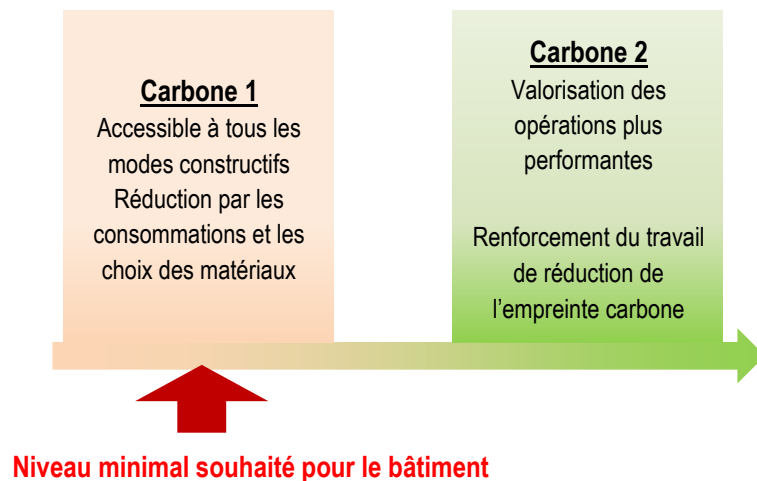 Carbone 1
Accessible à tous les
modes constructifs
Réduction par les
consommations et les
choix des matériaux
Carbone 2
Valorisation des
opérations plus
performantes
Renforcement du travail
de réduction de
l'empreinte carbone
Niveau minimal souhaité pour le bâtiment